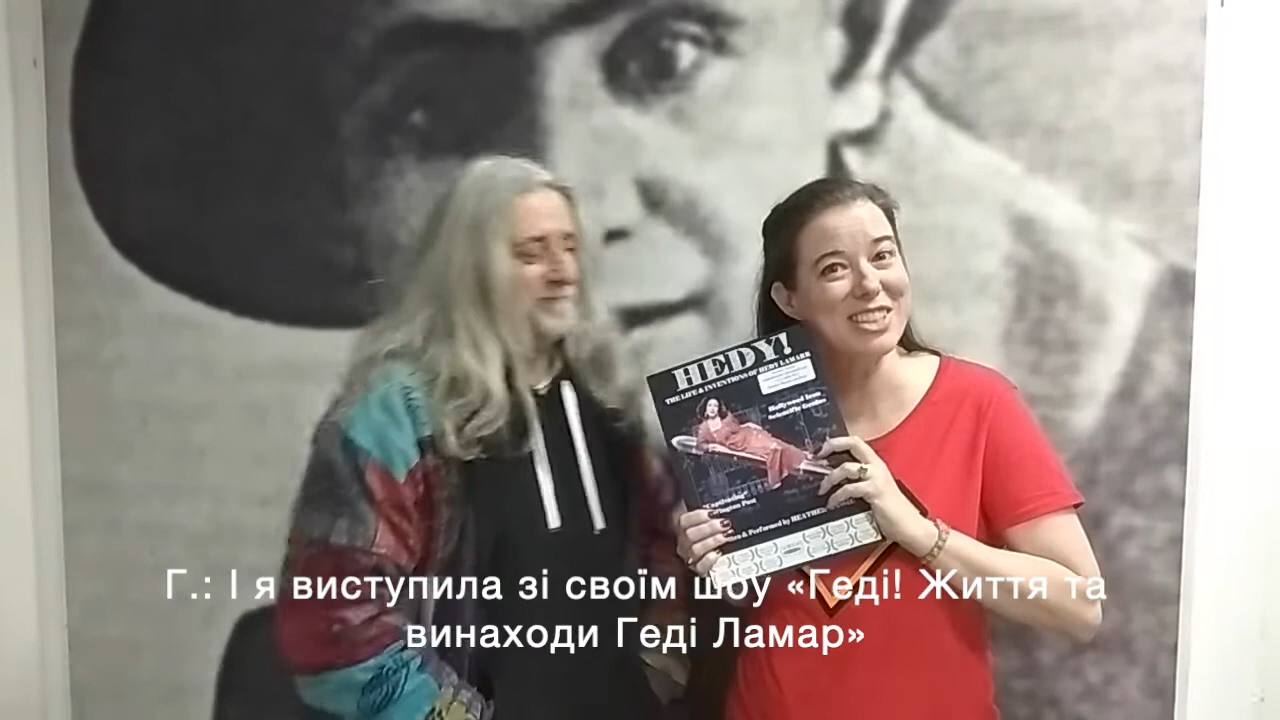 HEDY!
THE LIFE & INVENTIONS OF HEDY LAMARR
Hollywood Icon
Scientific Genius
"Captivating"
Post
& Performed by HEATHER
Г.: І я виступила зі своїм шоу «Геді! Життя та
винаходи Геді Ламар»